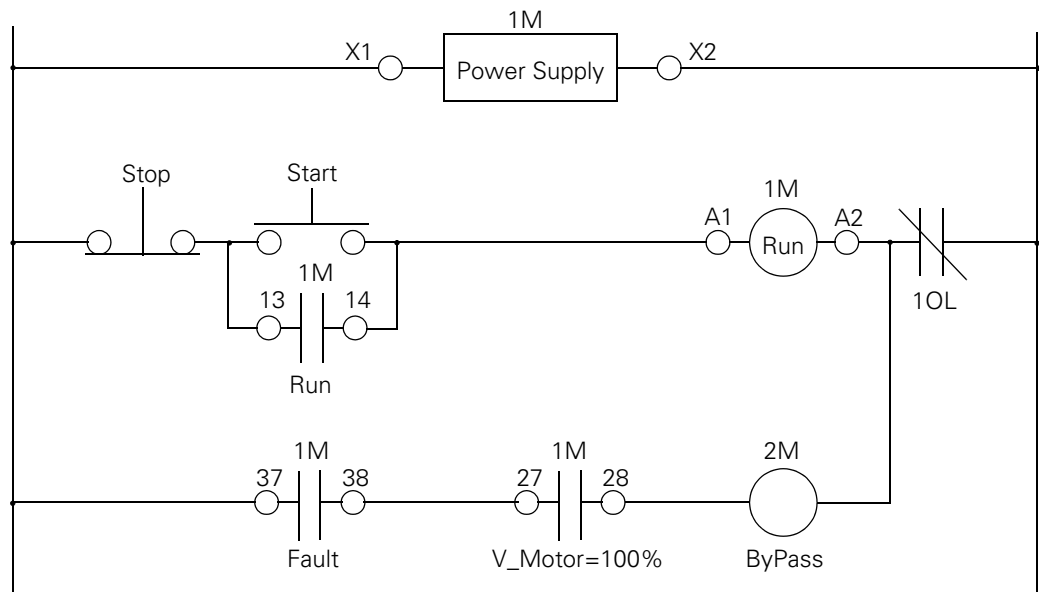 1M
X1
Power Supply
X2
Stop
Start
1M
A1
Run
A2
1OL
1M
13
14
Run
1M
37
38
Fault
1M
27
28
V_Motor=100%
2M
ByPass